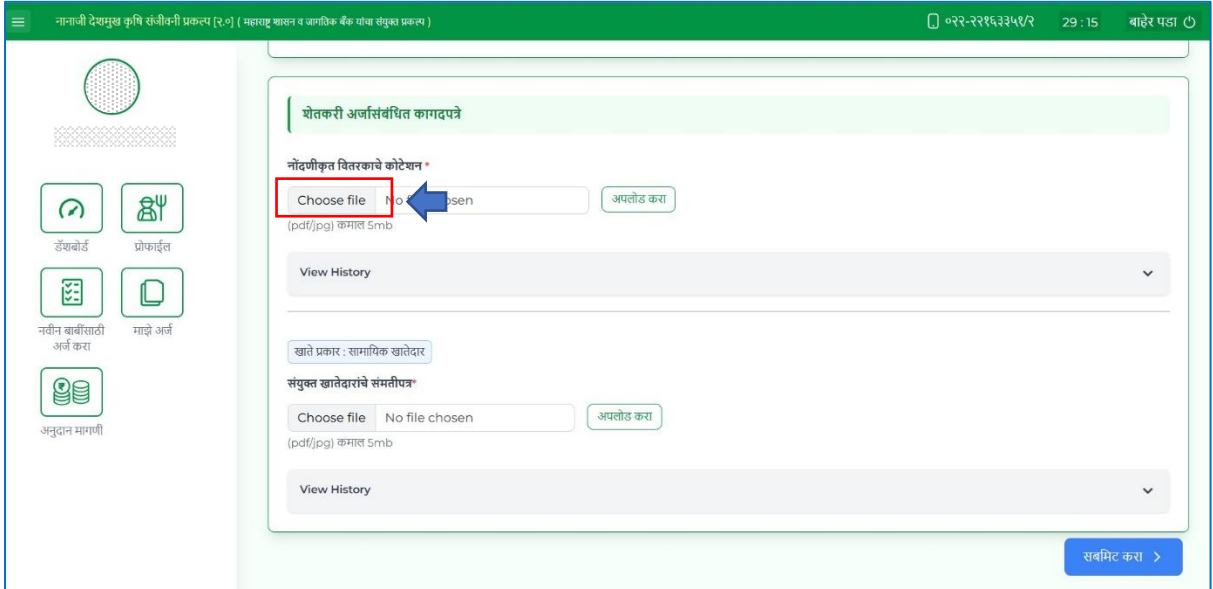 नानाजी देशमुख कृषि संजीवनी प्रकल्प [२.०] ( महाराष्ट्र शासन व जागतिक बँक यांचा संयुक्त प्रकल्प )
०२२-२२१६३३५१/२
29 : 15
बाहेर पडा
डॅशबोर्ड
प्रोफाईल
नवीन बाबींसाठी
अर्ज करा
माझे अर्ज
अनुदान मागणी
शेतकरी अर्जासंबंधित कागदपत्रे
नोंदणीकृत वितरकाचे कोटेशन *
Choose file
अपलोड करा
(pdf/jpg) कमाल 5mb
View History
खाते प्रकार : सामायिक खातेदार
संयुक्त खातेदारांचे संमतीपत्र*
Choose file No file chosen
अपलोड करा
(pdf/jpg) कमाल 5mb
View History
सबमिट करा